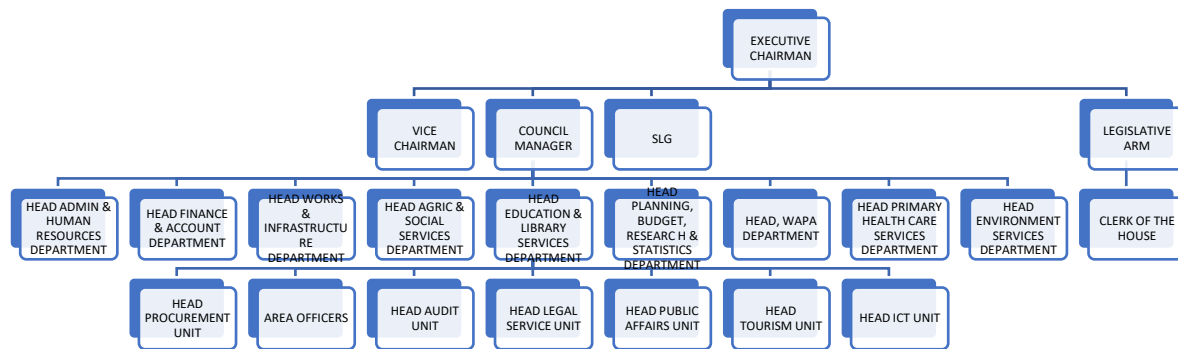 EXECUTIVE
CHAIRMAN
VICE
CHAIRMAN
COUNCIL
MANAGER
SLG
LEGISLATIVE
ARM
HEAD ADMIN &
HUMAN
RESOURCES
DEPARTMENT
HEAD FINANCE
& ACCOUNT
DEPARTMENT
HEAD WORKS
&
INFRASTRUCTU
RE
DEPARTMENT
HEAD AGRIC &
SOCIAL
SERVICES
DEPARTMENT
HEAD
EDUCATION &
LIBRARY
SERVICES
DEPARTMENT
HEAD
PLANNING,
BUDGET,
RESEARC H &
STATISTICS
DEPARTMENT
HEAD, WAPA
DEPARTMENT
HEAD PRIMARY
HEALTH CARE
SERVICES
DEPARTMENT
HEAD
ENVIRONMENT
SERVICES
DEPARTMENT
CLERK OF THE
HOUSE
HEAD
PROCUREMENT
UNIT
AREA OFFICERS
HEAD AUDIT
UNIT
HEAD LEGAL
SERVICE UNIT
HEAD PUBLIC
AFFAIRS UNIT
HEAD
TOURISM UNIT
HEAD ICT UNIT